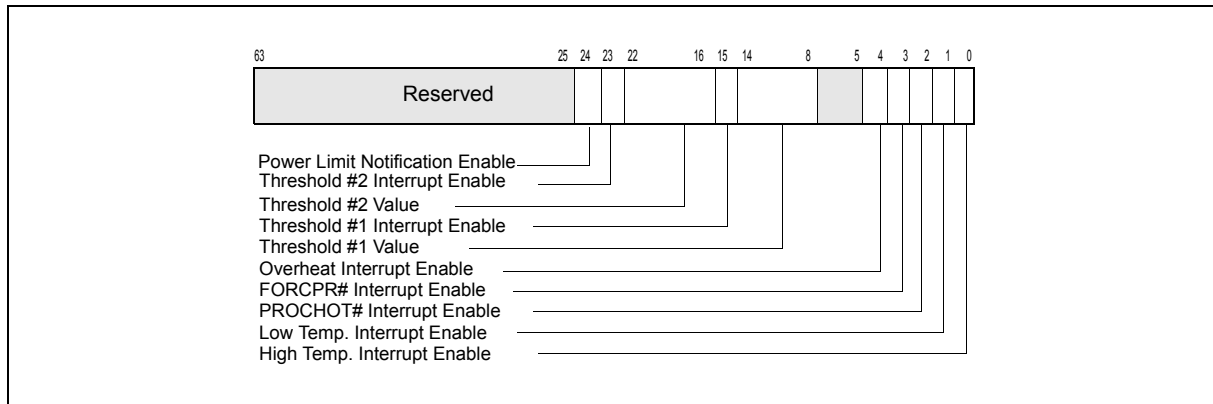 63 25 24 23 22 16 15 14 8 5 4 3 2 1 0
Reserved
Power Limit Notification Enable
Threshold #2 Interrupt Enable
Threshold #2 Value
Threshold #1 Interrupt Enable
Threshold #1 Value
Overheat Interrupt Enable
FORCPR# Interrupt Enable
PROCHOT# Interrupt Enable
Low Temp. Interrupt Enable
High Temp. Interrupt Enable